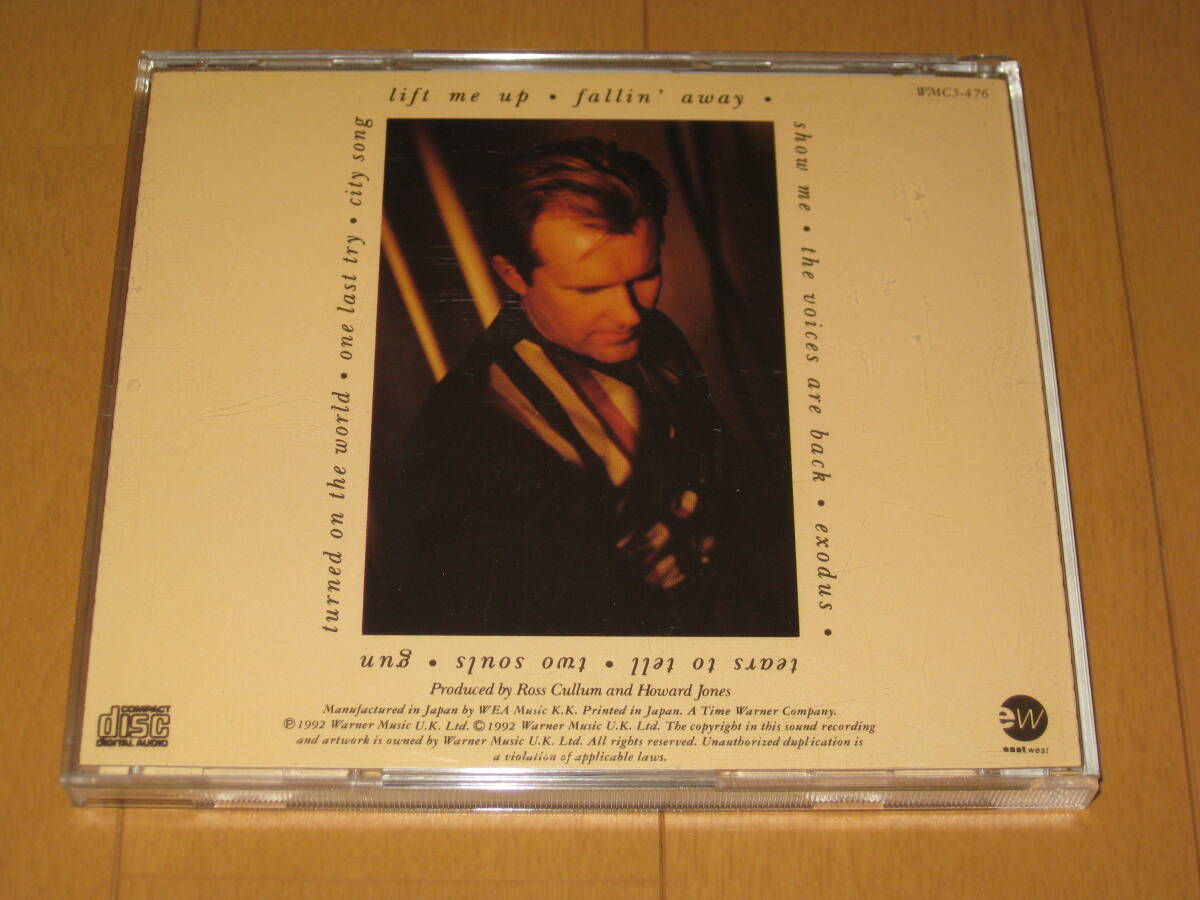 lift me up • fallin' away •
WMC5-476
show me • the voices are back • exodus •
tears to tell • two souls • gun
turned on the world • one last try • city song
Produced by Ross Cullum and Howard Jones
Manufactured in Japan by WEA Music K.K. Printed in Japan. A Time Warner Company.
℗ 1992 Warner Music U.K. Ltd. © 1992 Warner Music U.K. Ltd. The copyright in this sound recording
and artwork is owned by Warner Music U.K. Ltd. All rights reserved. Unauthorized duplication is
a violation of applicable laws.
COMPACT
disc
DIGITAL AUDIO
ew
east west